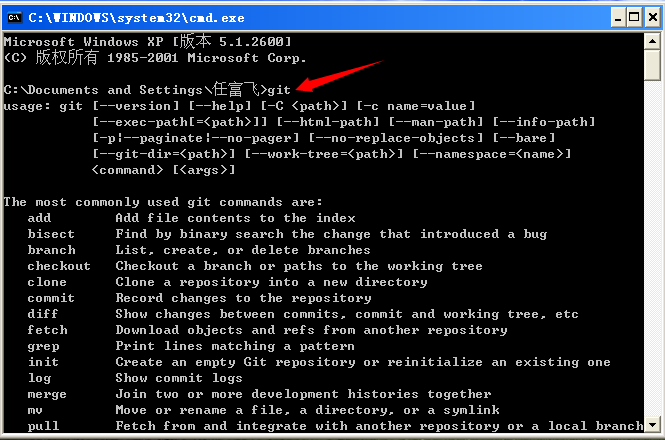 C:\WINDOWS\system32\cmd.exe
Microsoft Windows XP [版本 5.1.2600]
(C) 版权所有 1985-2001 Microsoft Corp.
C:\Documents and Settings\任富飞>git
usage: git [--version] [--help] [-C <path>] [-c name=value]
           [--exec-path[=<path>]] [--html-path] [--man-path] [--info-path]
           [-p|--paginate|--no-pager] [--no-replace-objects] [--bare]
           [--git-dir=<path>] [--work-tree=<path>] [--namespace=<name>]
           <command> [<args>]
The most commonly used git commands are:
   add        Add file contents to the index
   bisect     Find by binary search the change that introduced a bug
   branch     List, create, or delete branches
   checkout   Checkout a branch or paths to the working tree
   clone      Clone a repository into a new directory
   commit     Record changes to the repository
   diff       Show changes between commits, commit and working tree, etc
   fetch      Download objects and refs from another repository
   grep       Print lines matching a pattern
   init       Create an empty Git repository or reinitialize an existing one
   log        Show commit logs
   merge      Join two or more development histories together
   mv         Move or rename a file, a directory, or a symlink
   pull       Fetch from and integrate with another repository or a local branch